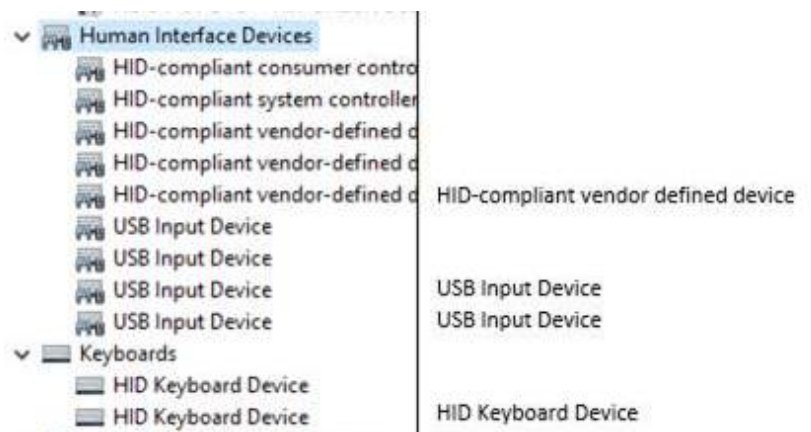 Human Interface Devices
HID-compliant consumer contro
HID-compliant system controller
HID-compliant vendor-defined d
HID-compliant vendor-defined d
HID-compliant vendor-defined d HID-compliant vendor defined device
USB Input Device
USB Input Device
USB Input Device USB Input Device
USB Input Device USB Input Device
Keyboards
HID Keyboard Device
HID Keyboard Device HID Keyboard Device